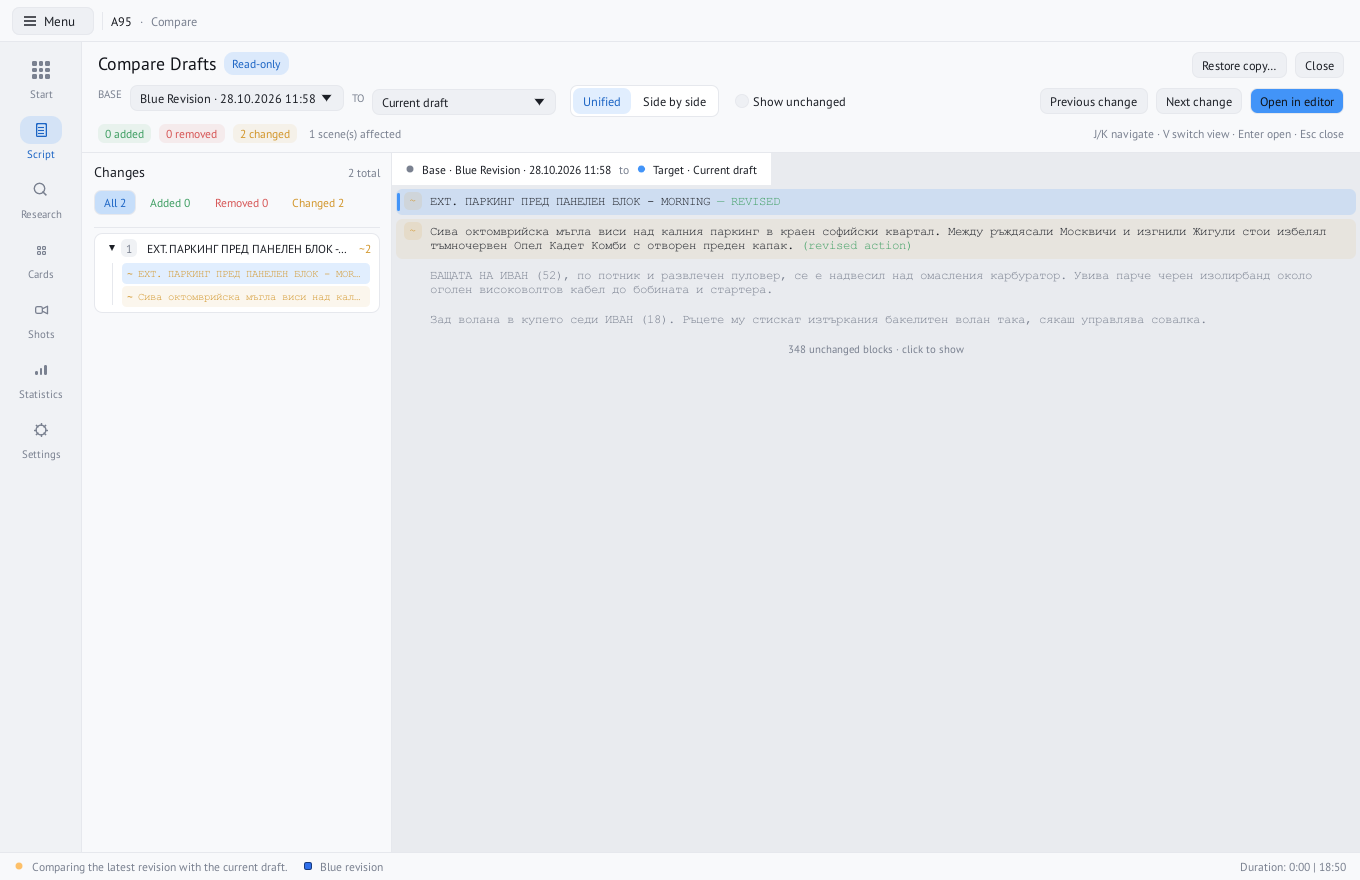 Menu
A95 · Compare
Start
Script
Research
Cards
Shots
Statistics
Settings
Compare Drafts
Read-only
Restore copy...
Close
BASE
Blue Revision · 28.10.2026 11:58
TO
Current draft
Unified
Side by side
Show unchanged
Previous change
Next change
Open in editor
0 added
0 removed
2 changed
1 scene(s) affected
J/K navigate · V switch view · Enter open · Esc close
Changes
2 total
All 2
Added 0
Removed 0
Changed 2
1 EXT. ПАРКИНГ ПРЕД ПАНЕЛЕН БЛОК -... ~2
~ EXT. ПАРКИНГ ПРЕД ПАНЕЛЕН БЛОК – MOR…
~ Сива октомврийска мъгла виси над кал…
Base · Blue Revision · 28.10.2026 11:58 to Target · Current draft
~ EXT. ПАРКИНГ ПРЕД ПАНЕЛЕН БЛОК – MORNING — REVISED
~ Сива октомврийска мъгла виси над калния паркинг в краен софийски квартал. Между ръждясали Москвичи и изгнили Жигули стои избелял
тъмночервен Опел Кадет Комби с отворен преден капак. (revised action)
БАЩАТА НА ИВАН (52), по потник и развлечен пуловер, се е надвесил над омасления карбуратор. Увива парче черен изолирбанд около
оголен високоволтов кабел до бобината и стартера.
Зад волана в купето седи ИВАН (18). Ръцете му стискат изтъркания бакелитен волан така, сякаш управлява совалка.
348 unchanged blocks · click to show
Comparing the latest revision with the current draft.
Blue revision
Duration: 0:00 | 18:50